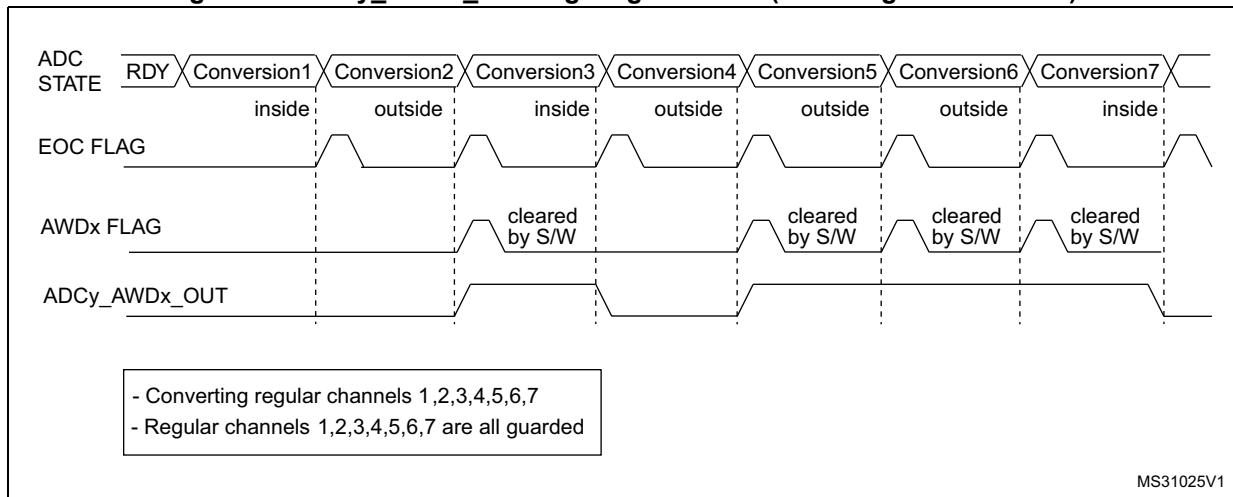 ADC
STATE
RDY Conversion1 Conversion2 Conversion3 Conversion4 Conversion5 Conversion6 Conversion7
inside outside inside outside outside outside inside
EOC FLAG
AWDx FLAG
cleared by S/W
cleared by S/W
cleared by S/W
cleared by S/W
ADCy_AWDx_OUT
- Converting regular channels 1,2,3,4,5,6,7
- Regular channels 1,2,3,4,5,6,7 are all guarded
MS31025V1